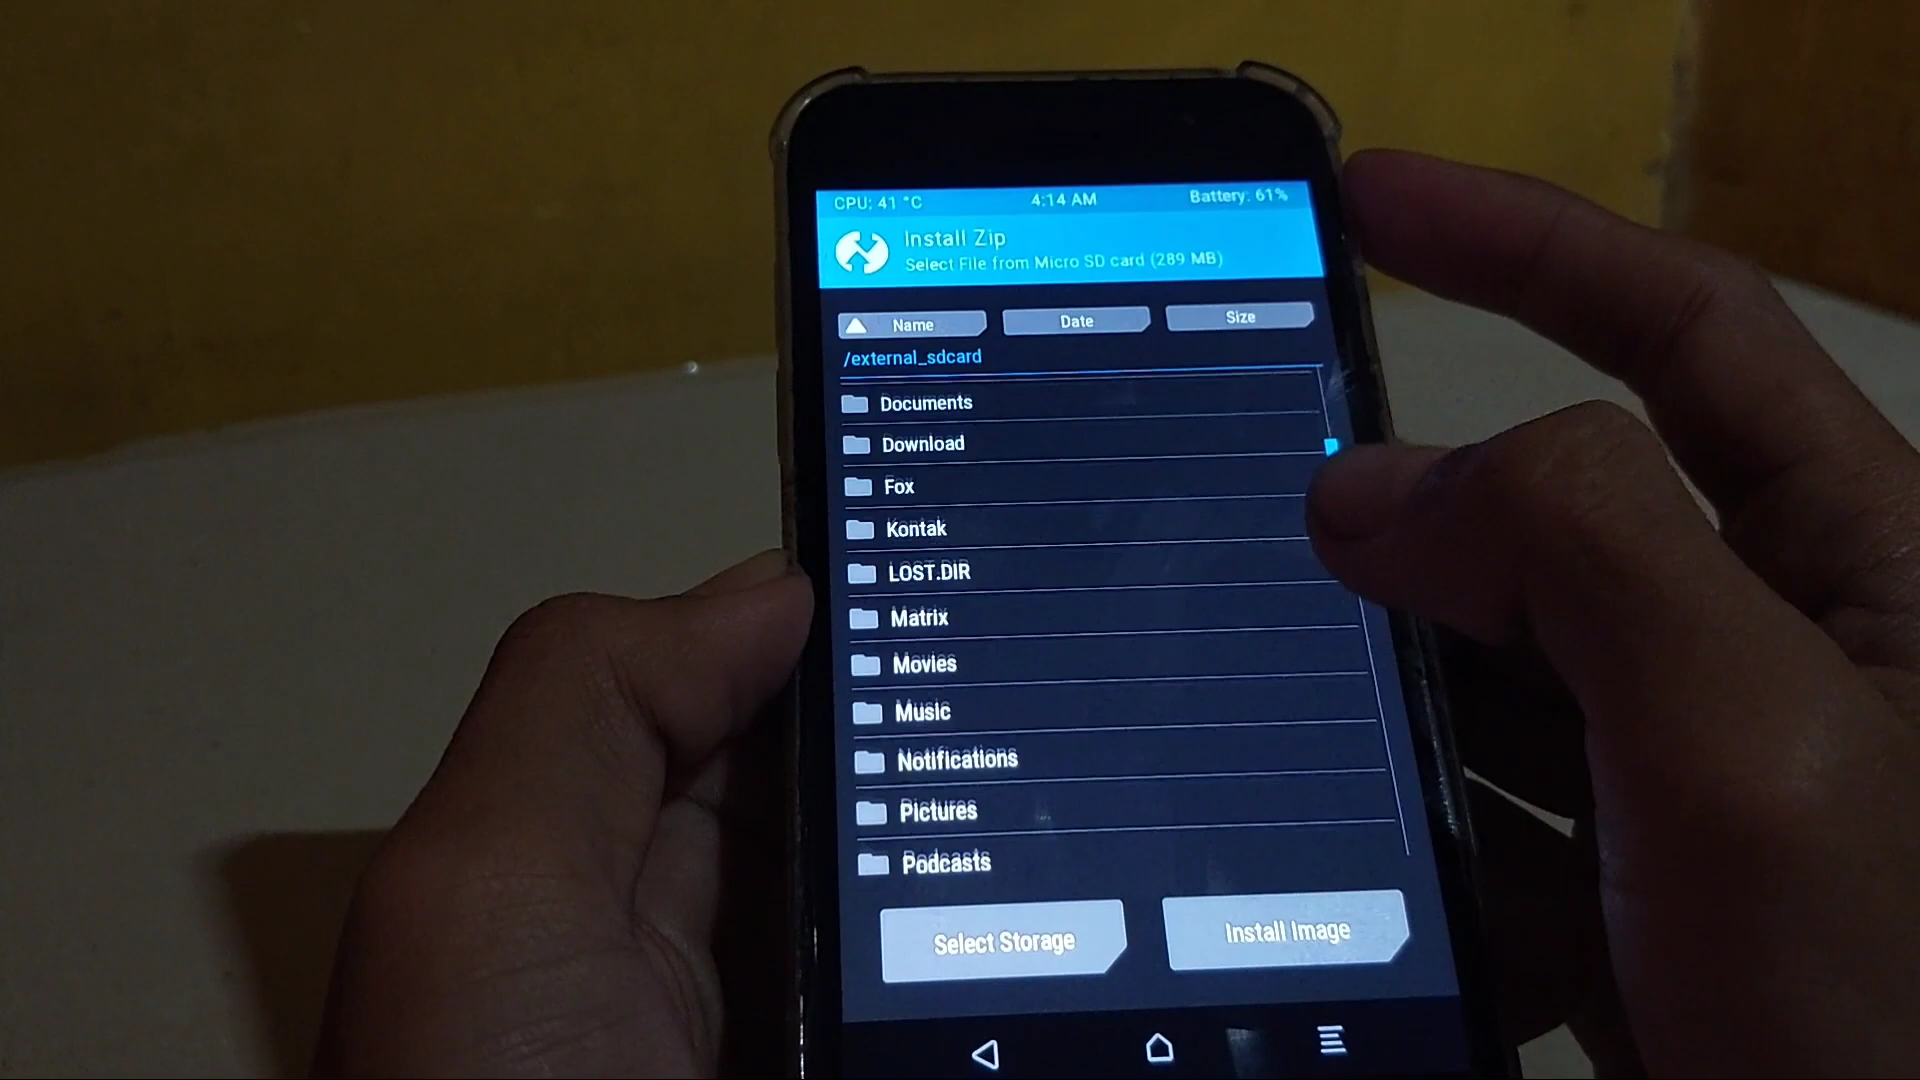 CPU: 41 °C 4:14 AM Battery: 61%
Install Zip
Select File from Micro SD card (289 MB)
Name Date Size
/external_sdcard
Documents
Download
Fox
Kontak
LOST.DIR
Matrix
Movies
Music
Notifications
Pictures
Podcasts
Select Storage Install Image